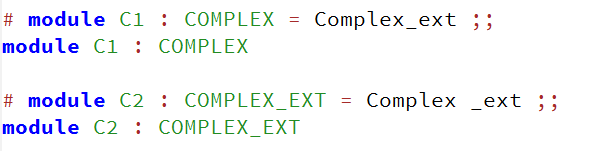 # module C1 : COMPLEX = Complex_ext ;;
module C1 : COMPLEX
# module C2 : COMPLEX_EXT = Complex _ext ;;
module C2 : COMPLEX_EXT